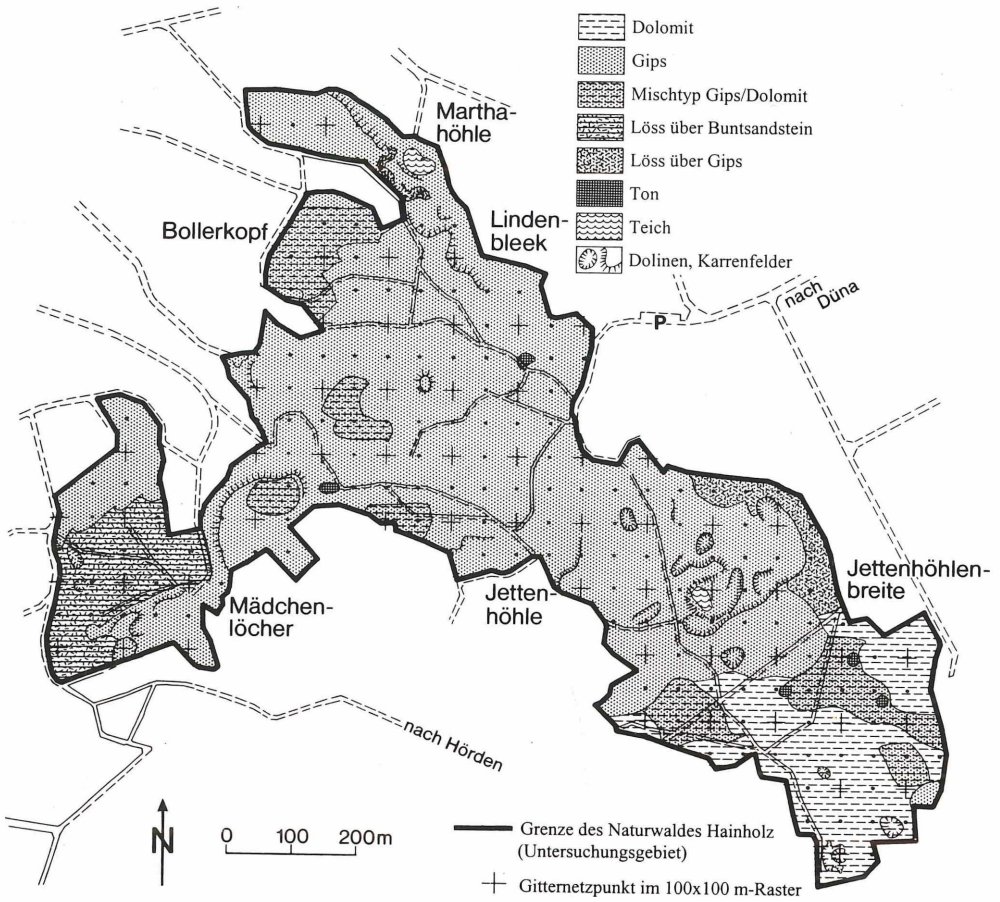 Dolomit
Gips
Mischtyp Gips/Dolomit
Löss über Buntsandstein
Löss über Gips
Ton
Teich
Dolinen, Karrenfelder
Martha-
höhle
Bollerkopf
Linden-
bleek
nach
Düna
P
Mädchen-
löcher
Jetten-
höhle
Jettenhöhlen-
breite
nach Hörden
N
0 100 200 m
Grenze des Naturwaldes Hainholz
(Untersuchungsgebiet)
Gitternetzpunkt im 100x100 m-Raster